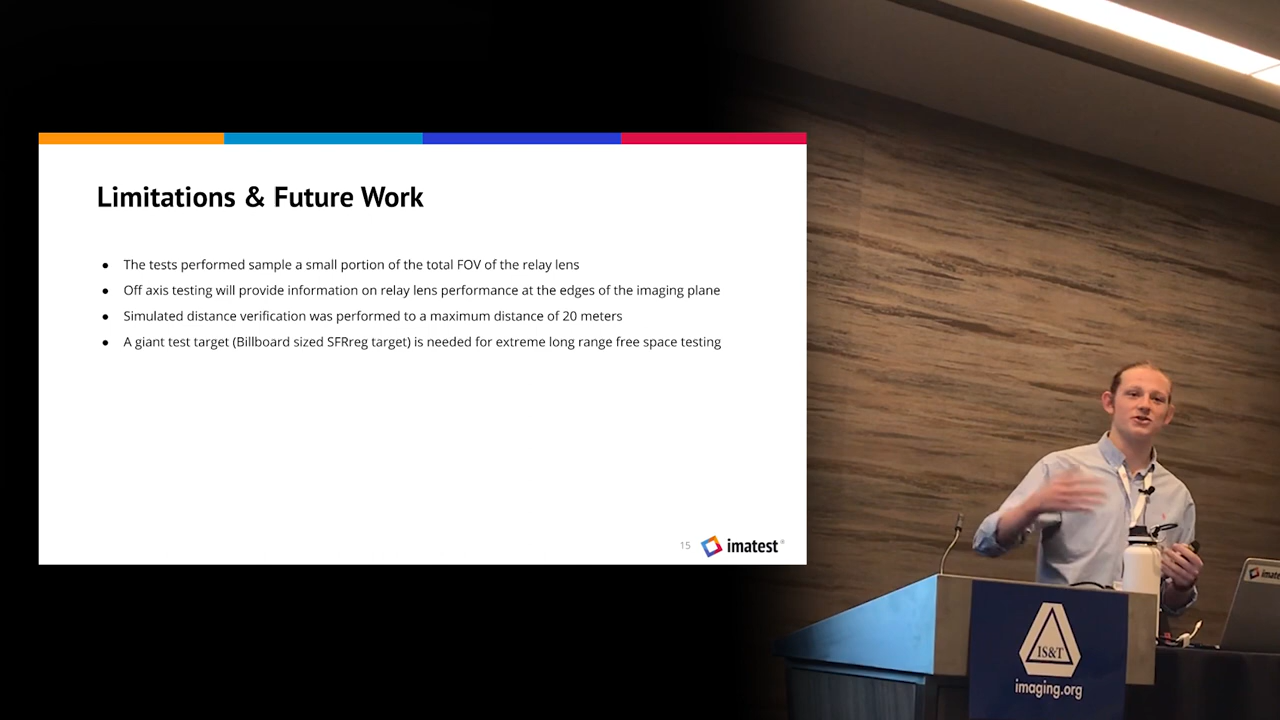 Limitations & Future Work
● The tests performed sample a small portion of the total FOV of the relay lens
● Off axis testing will provide information on relay lens performance at the edges of the imaging plane
● Simulated distance verification was performed to a maximum distance of 20 meters
● A giant test target (Billboard sized SFRreg target) is needed for extreme long range free space testing
15
imatest®
IS&T
imaging.org